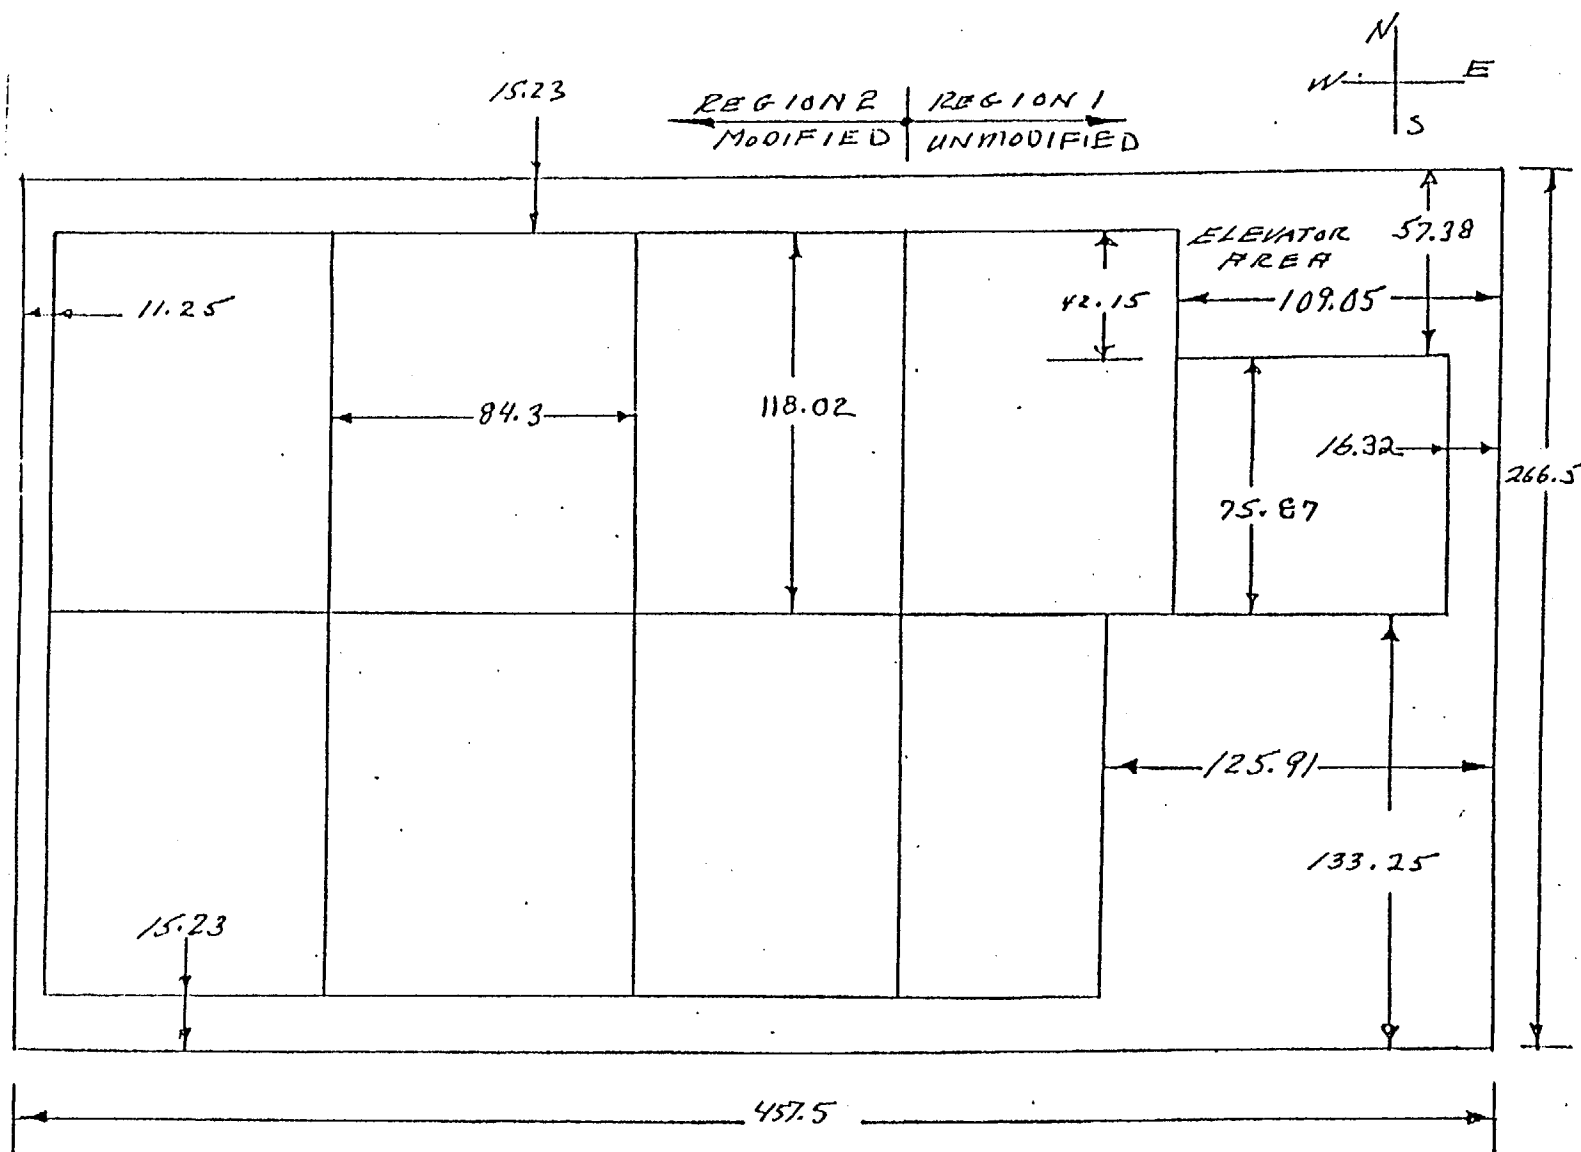 N
W E
S
15.23
REGION 2 REGION 1
MODIFIED UNMODIFIED
ELEVATOR
AREA
57.38
11.25
42.15
109.05
84.3
118.02
16.32
266.5
75.87
125.91
133.25
15.23
457.5